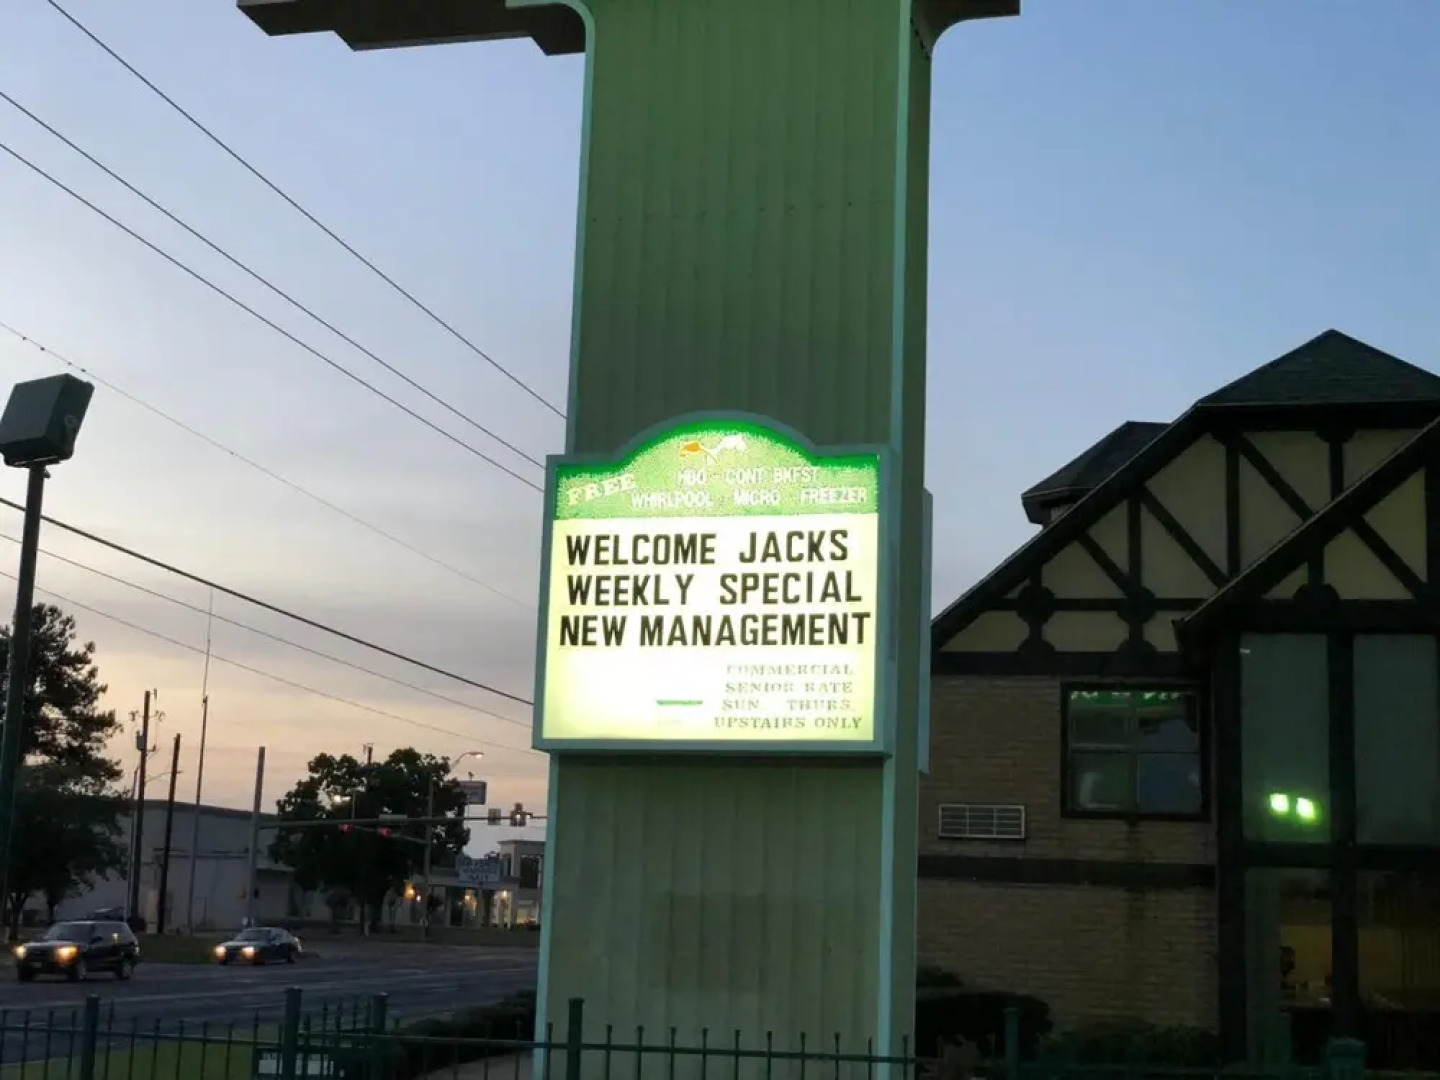 FREE HBO CONT BKFST
WHIRLPOOL MICRO FREEZER
WELCOME JACKS
WEEKLY SPECIAL
NEW MANAGEMENT
COMMERCIAL
SENIOR RATE
SUN THURS.
UPSTAIRS ONLY